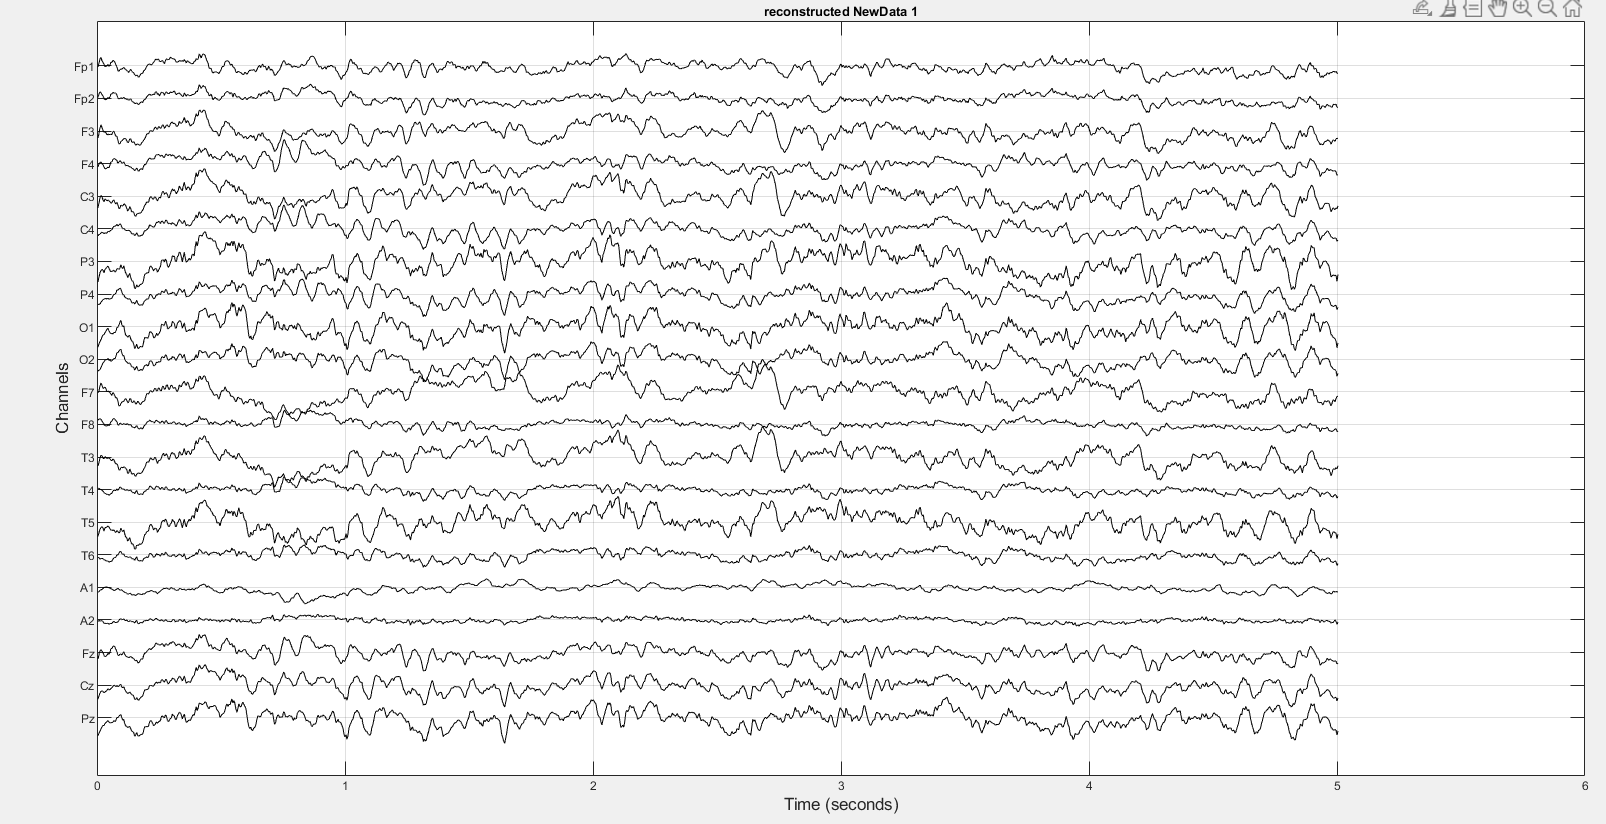 reconstructed NewData 1
Fp1
Fp2
F3
F4
C3
C4
P3
P4
O1
O2
F7
F8
T3
T4
T5
T6
A1
A2
Fz
Cz
Pz
Channels
0 1 2 3 4 5 6
Time (seconds)